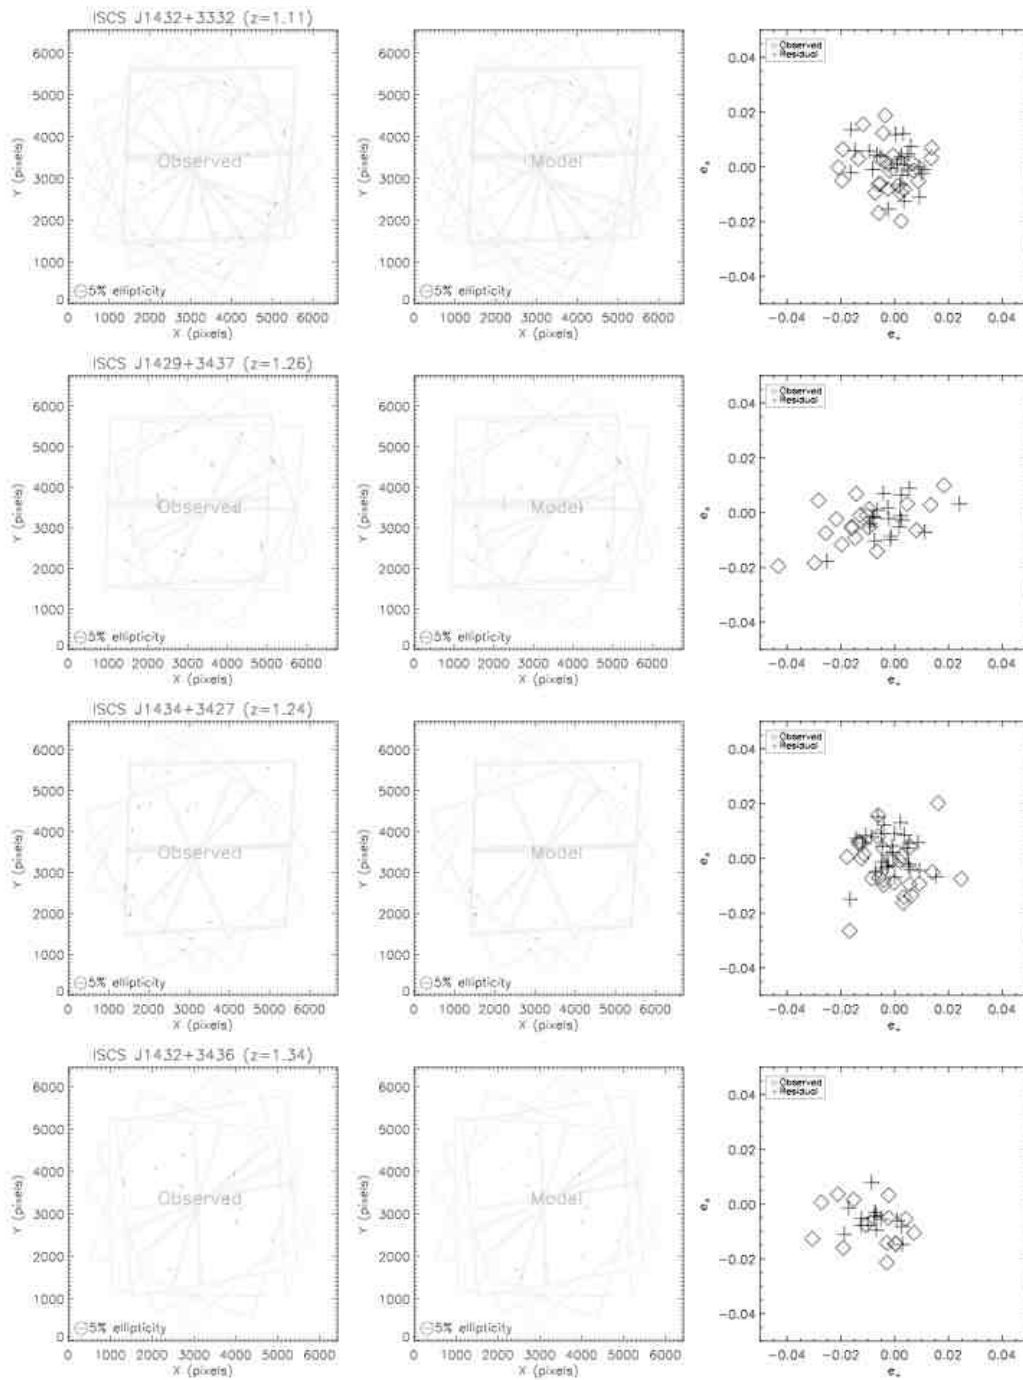 ISCS J1432+3332 (z=1.11)
6000
5000
4000
3000
2000
1000
0
Y (pixels)
Observed
⊖5% ellipticity
0 1000 2000 3000 4000 5000 6000
X (pixels)
6000
5000
4000
3000
2000
1000
0
Y (pixels)
Model
⊖5% ellipticity
0 1000 2000 3000 4000 5000 6000
X (pixels)
◇ Observed
+ Residual
0.04
0.02
0.00
−0.02
−0.04
−0.04 −0.02 0.00 0.02 0.04
e₊
ISCS J1429+3437 (z=1.26)
6000
5000
4000
3000
2000
1000
0
Y (pixels)
Observed
⊖5% ellipticity
0 1000 2000 3000 4000 5000 6000
X (pixels)
6000
5000
4000
3000
2000
1000
0
Y (pixels)
Model
⊖5% ellipticity
0 1000 2000 3000 4000 5000 6000
X (pixels)
◇ Observed
+ Residual
0.04
0.02
0.00
−0.02
−0.04
−0.04 −0.02 0.00 0.02 0.04
e₊
ISCS J1434+3427 (z=1.24)
6000
5000
4000
3000
2000
1000
0
Y (pixels)
Observed
⊖5% ellipticity
0 1000 2000 3000 4000 5000 6000
X (pixels)
6000
5000
4000
3000
2000
1000
0
Y (pixels)
Model
⊖5% ellipticity
0 1000 2000 3000 4000 5000 6000
X (pixels)
◇ Observed
+ Residual
0.04
0.02
0.00
−0.02
−0.04
−0.04 −0.02 0.00 0.02 0.04
e₊
ISCS J1432+3436 (z=1.34)
6000
5000
4000
3000
2000
1000
0
Y (pixels)
Observed
⊖5% ellipticity
0 1000 2000 3000 4000 5000 6000
X (pixels)
6000
5000
4000
3000
2000
1000
0
Y (pixels)
Model
⊖5% ellipticity
0 1000 2000 3000 4000 5000 6000
X (pixels)
◇ Observed
+ Residual
0.04
0.02
0.00
−0.02
−0.04
−0.04 −0.02 0.00 0.02 0.04
e₊